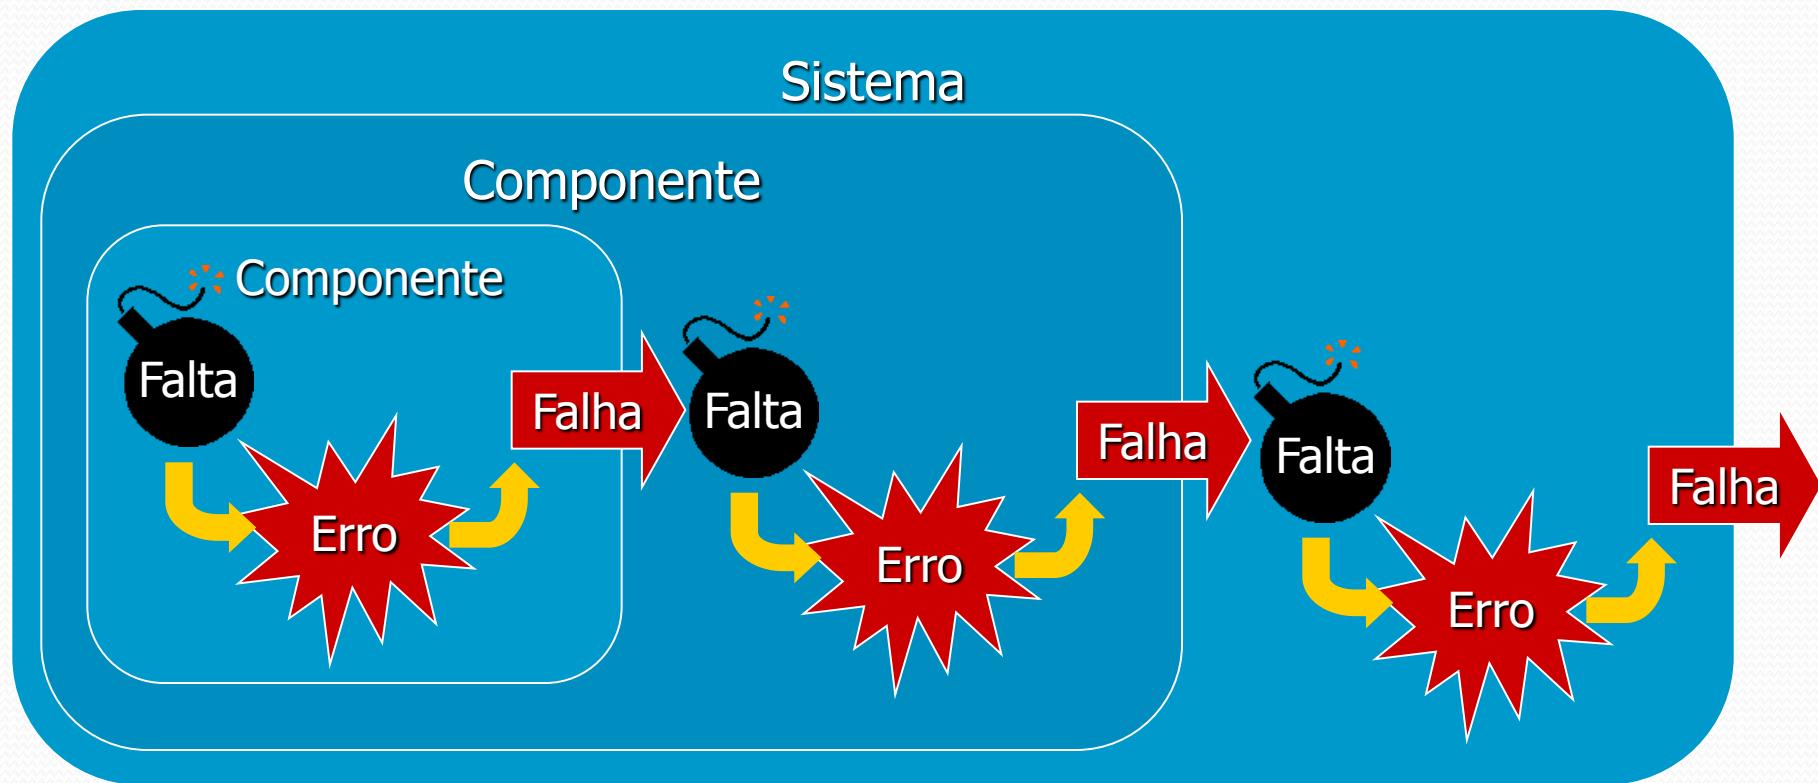 Sistema
Componente
Componente
Falta
Erro
Falha
Falta
Erro
Falha
Falta
Erro
Falha